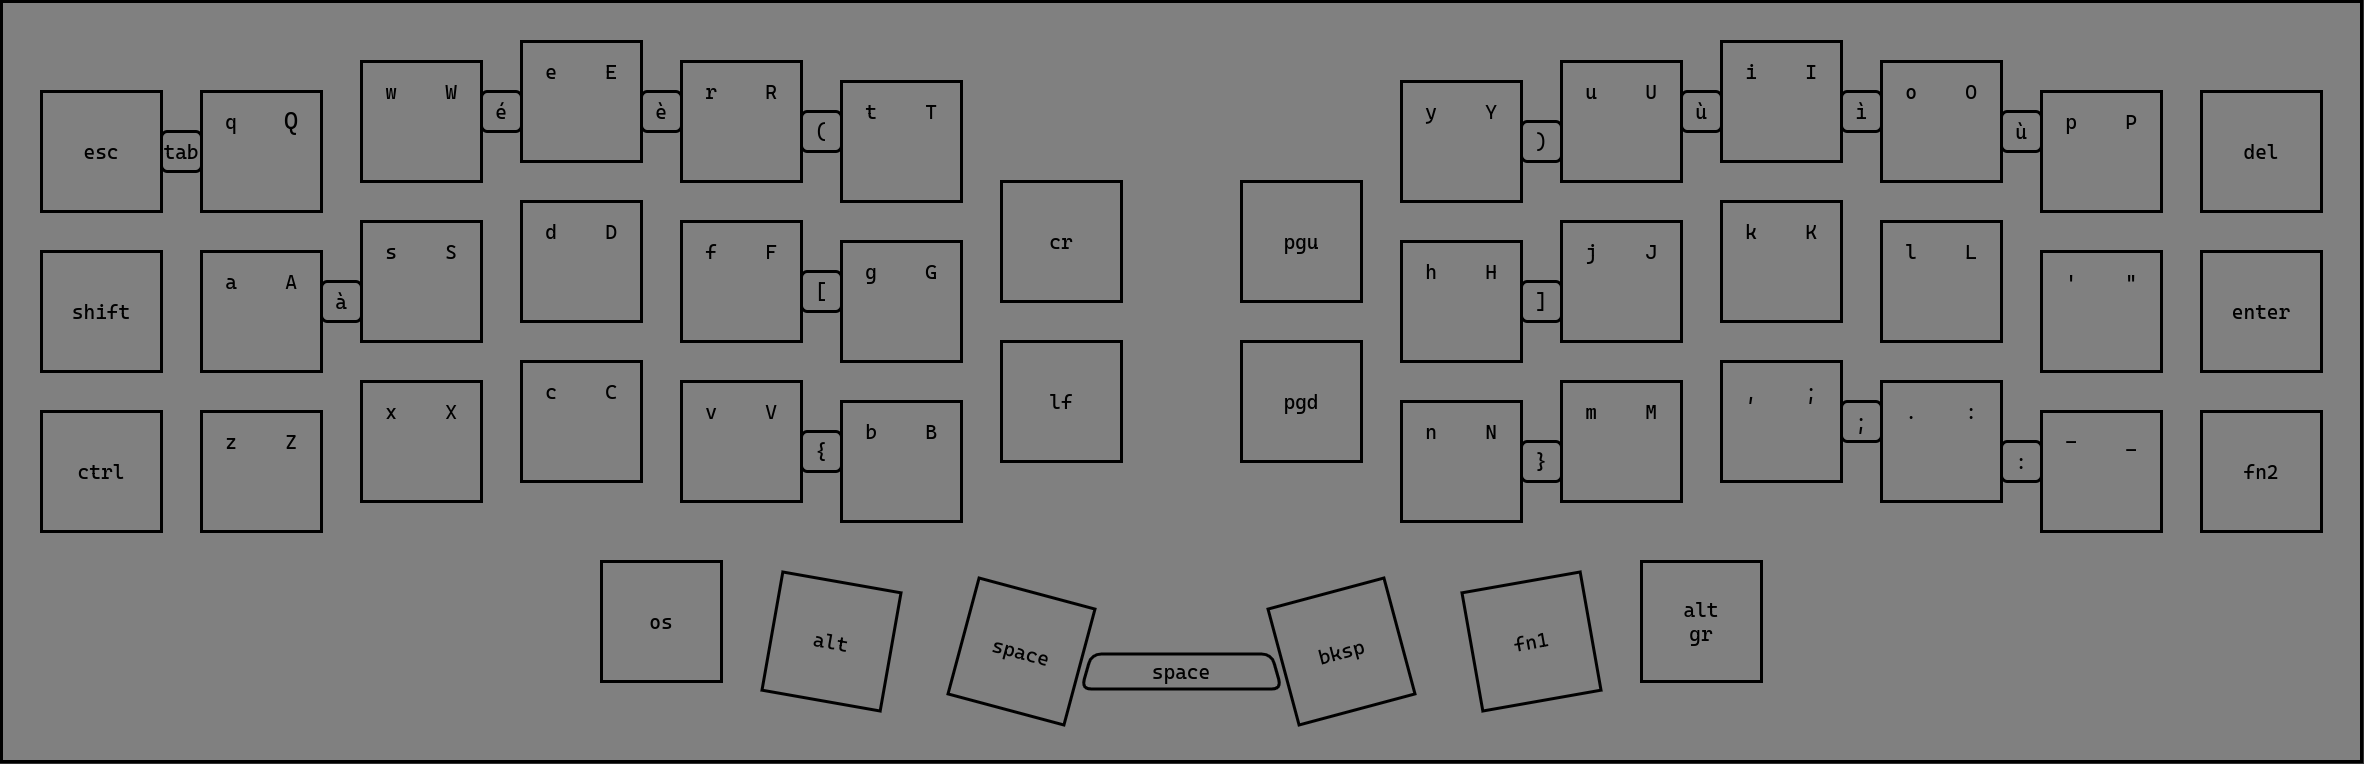 esc tab q Q w W é e E è r R ( t T y Y ) u U ù i I ì o O ù p P del
shift a A à s S d D f F [ g G cr pgu h H ] j J k K l L ' " enter
ctrl z Z x X c C v V { b B lf pgd n N } m M , ; ; . : : – _ fn2
os alt space space bksp fn1 alt
gr